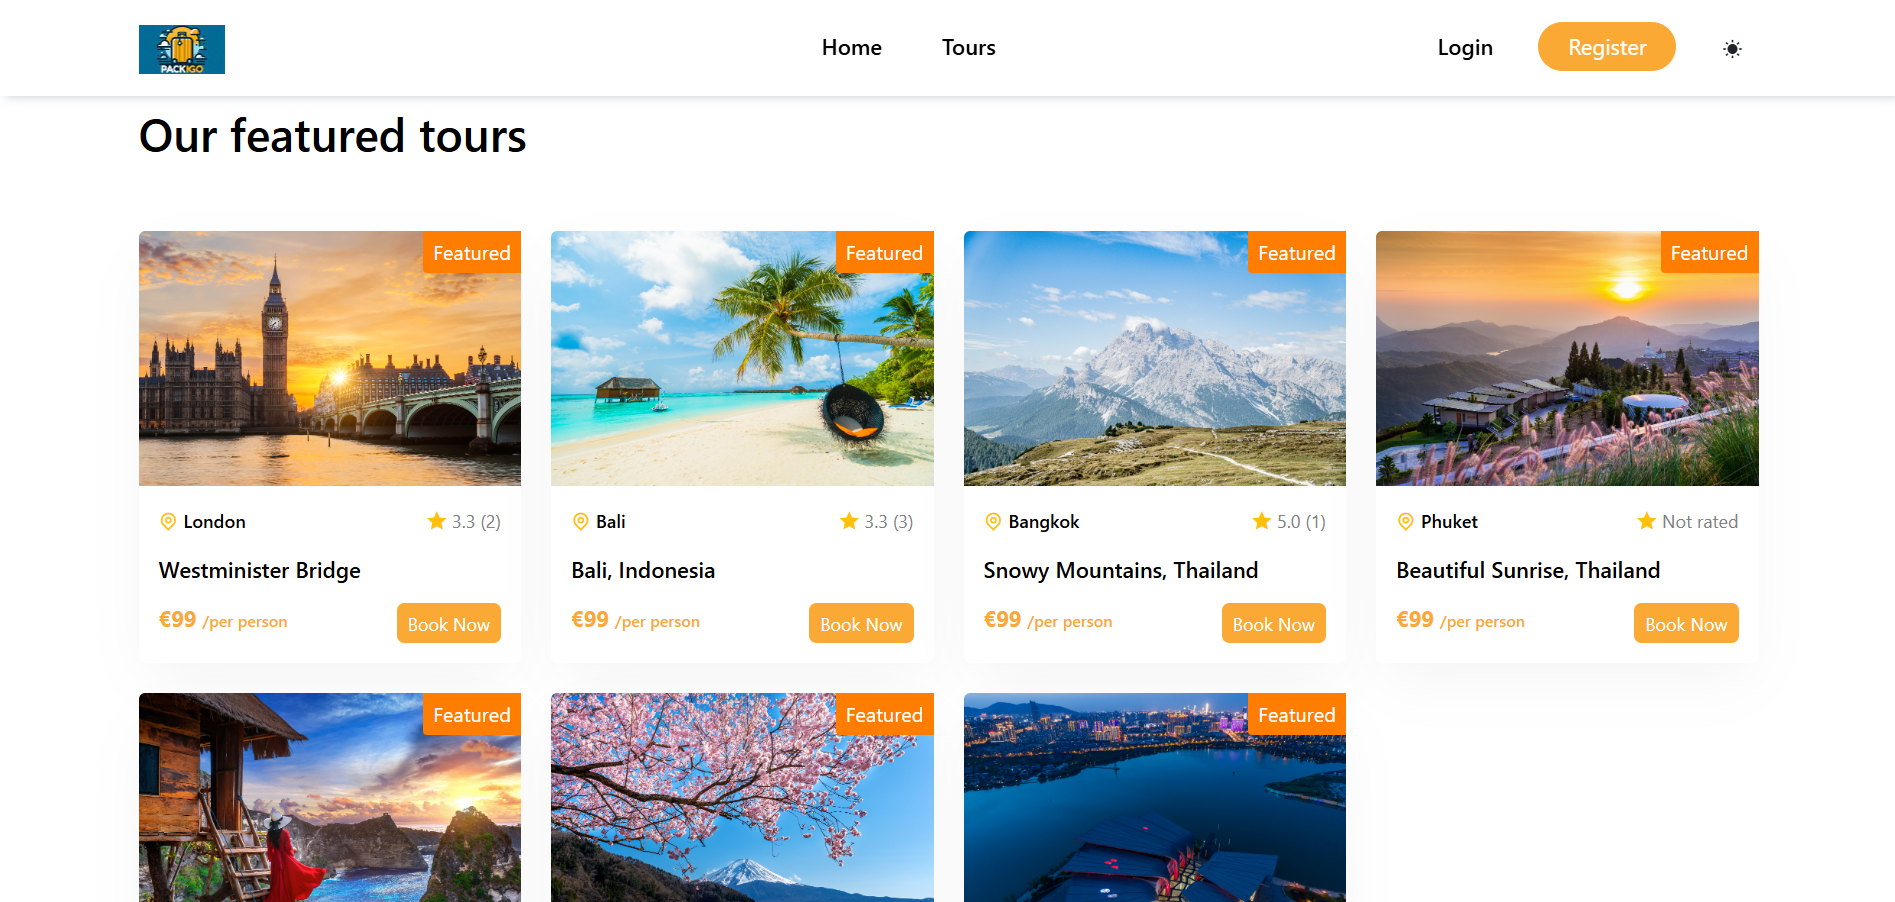 PACKIGO
Home
Tours
Login
Register
Our featured tours
Featured
Featured
Featured
Featured
London
3.3 (2)
Bali
3.3 (3)
Bangkok
5.0 (1)
Phuket
Not rated
Westminister Bridge
Bali, Indonesia
Snowy Mountains, Thailand
Beautiful Sunrise, Thailand
€99 /per person
Book Now
€99 /per person
Book Now
€99 /per person
Book Now
€99 /per person
Book Now
Featured
Featured
Featured